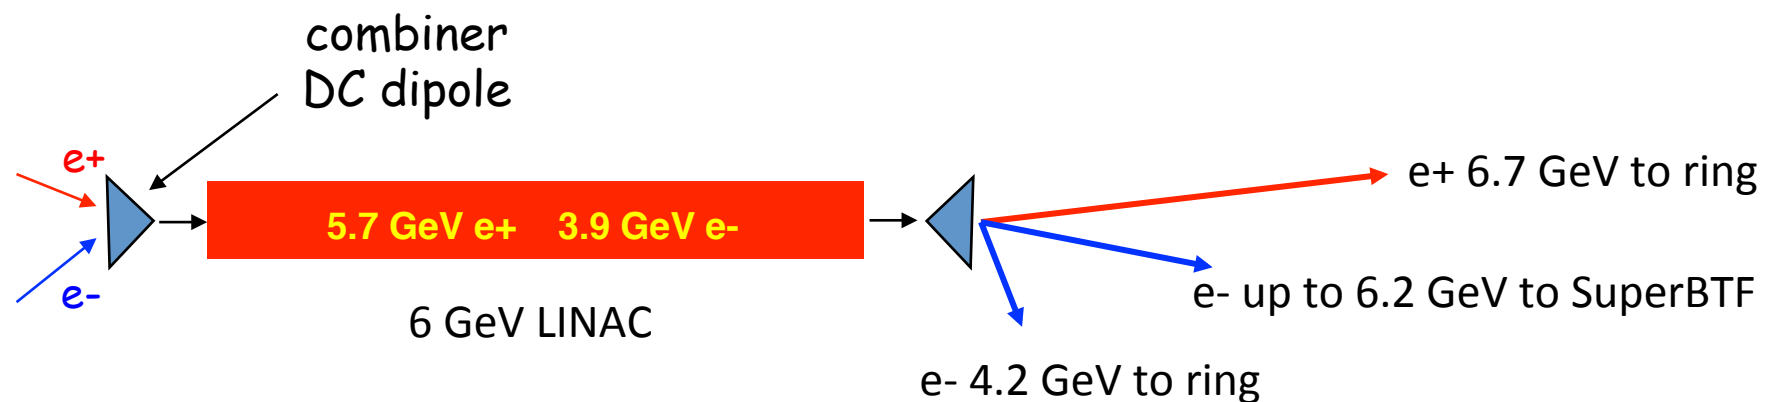 combiner
DC dipole
e+
e-
5.7 GeV e+ 3.9 GeV e-
6 GeV LINAC
e+ 6.7 GeV to ring
e- up to 6.2 GeV to SuperBTF
e- 4.2 GeV to ring